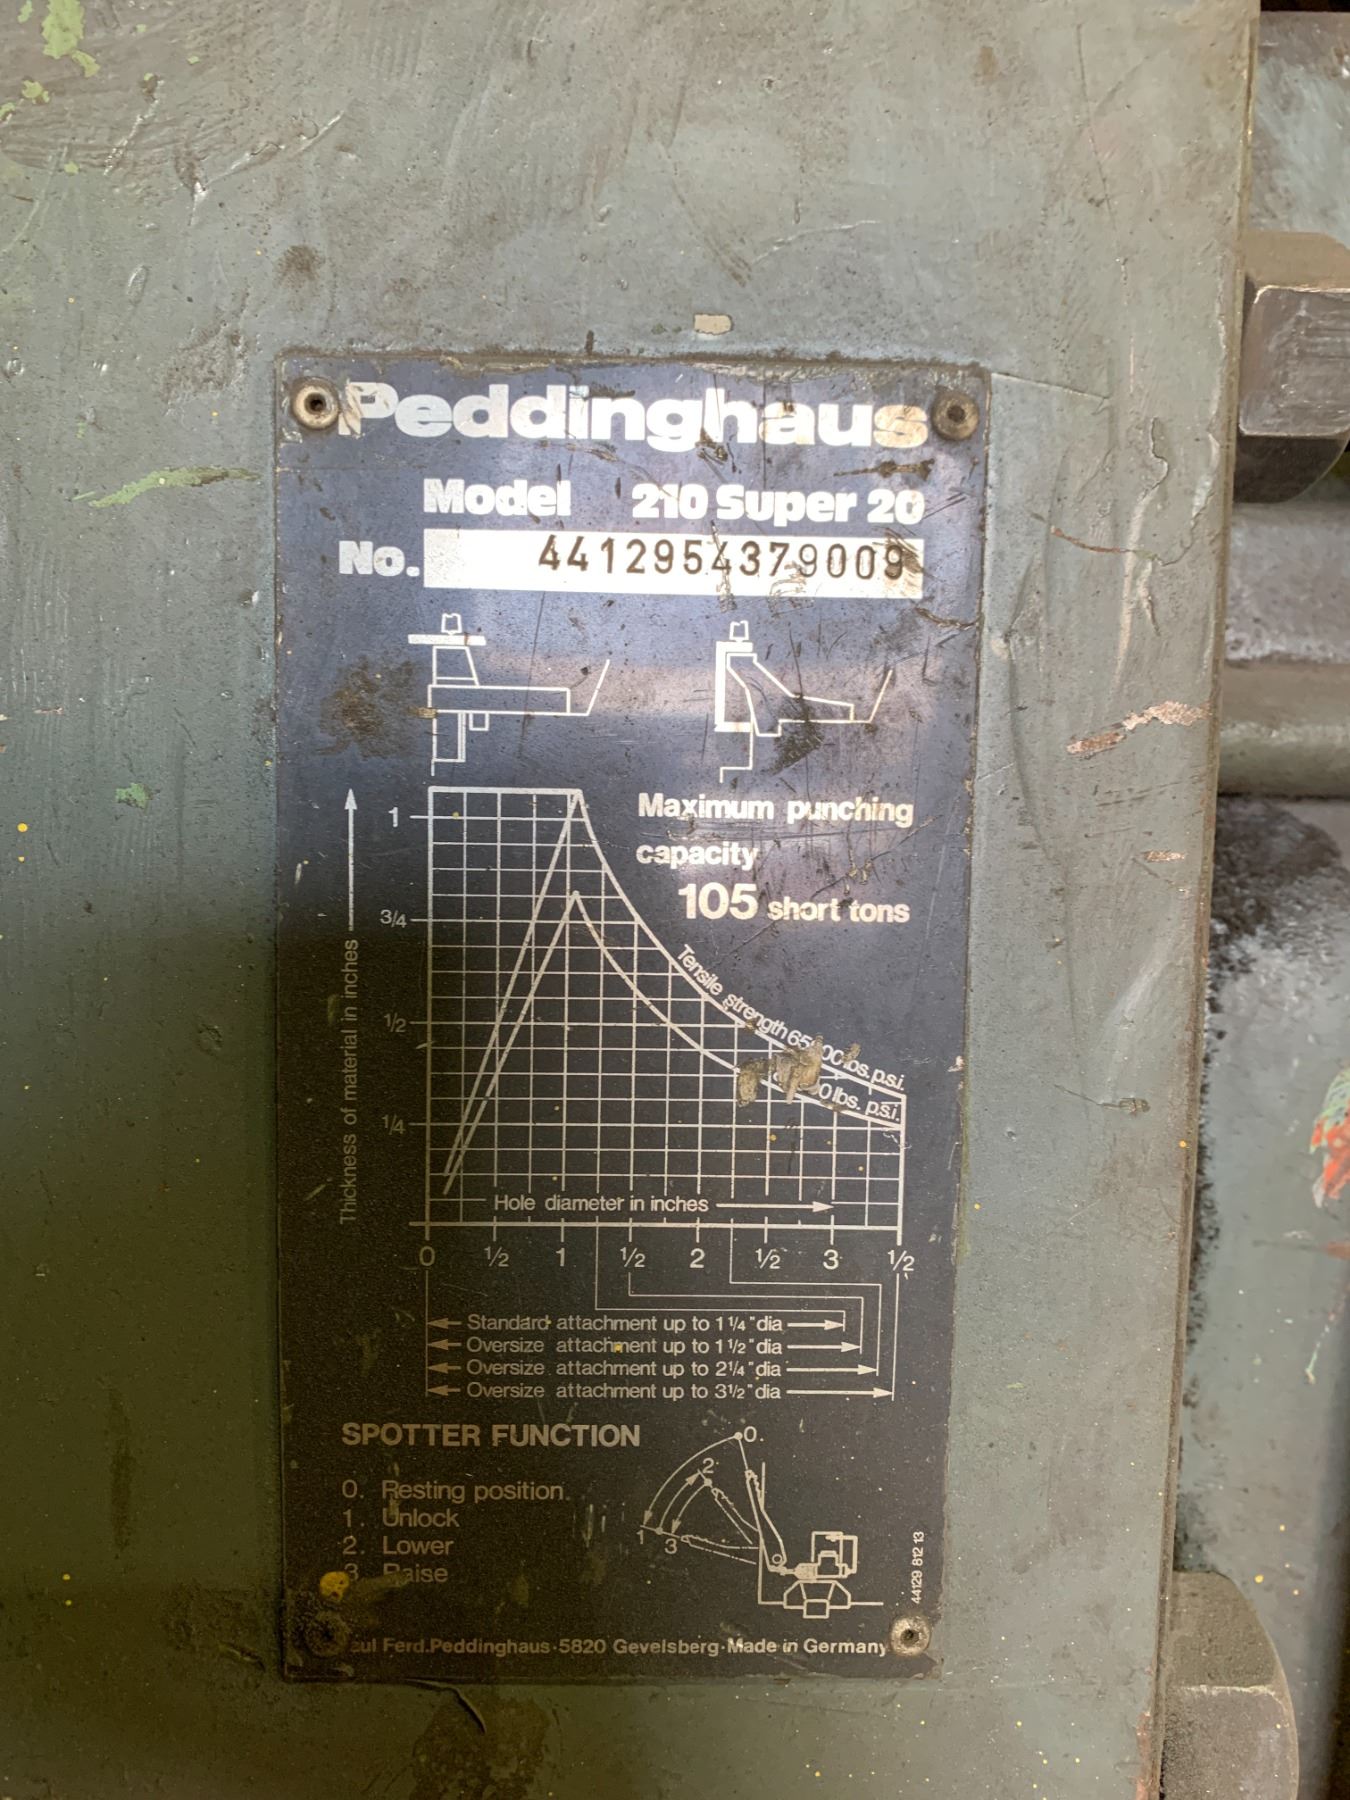 Peddinghaus
Model 210 Super 20
No. 4412954379009
Maximum punching
capacity
105 short tons
Thickness of material in inches
1
3/4
1/2
1/4
Tensile strength lbs. p.s.i.
lbs. p.s.i.
Hole diameter in inches
0 1/2 1 1/2 2 1/2 3 1/2
Standard attachment up to 1 1/4" dia
Oversize attachment up to 1 1/2" dia
Oversize attachment up to 2 1/4" dia
Oversize attachment up to 3 1/2" dia
SPOTTER FUNCTION
0. Resting position
1. Unlock
2. Lower
3. Raise
0.
2.
1 3
44129 812 13
Ferd. Peddinghaus · 5820 Gevelsberg · Made in Germany